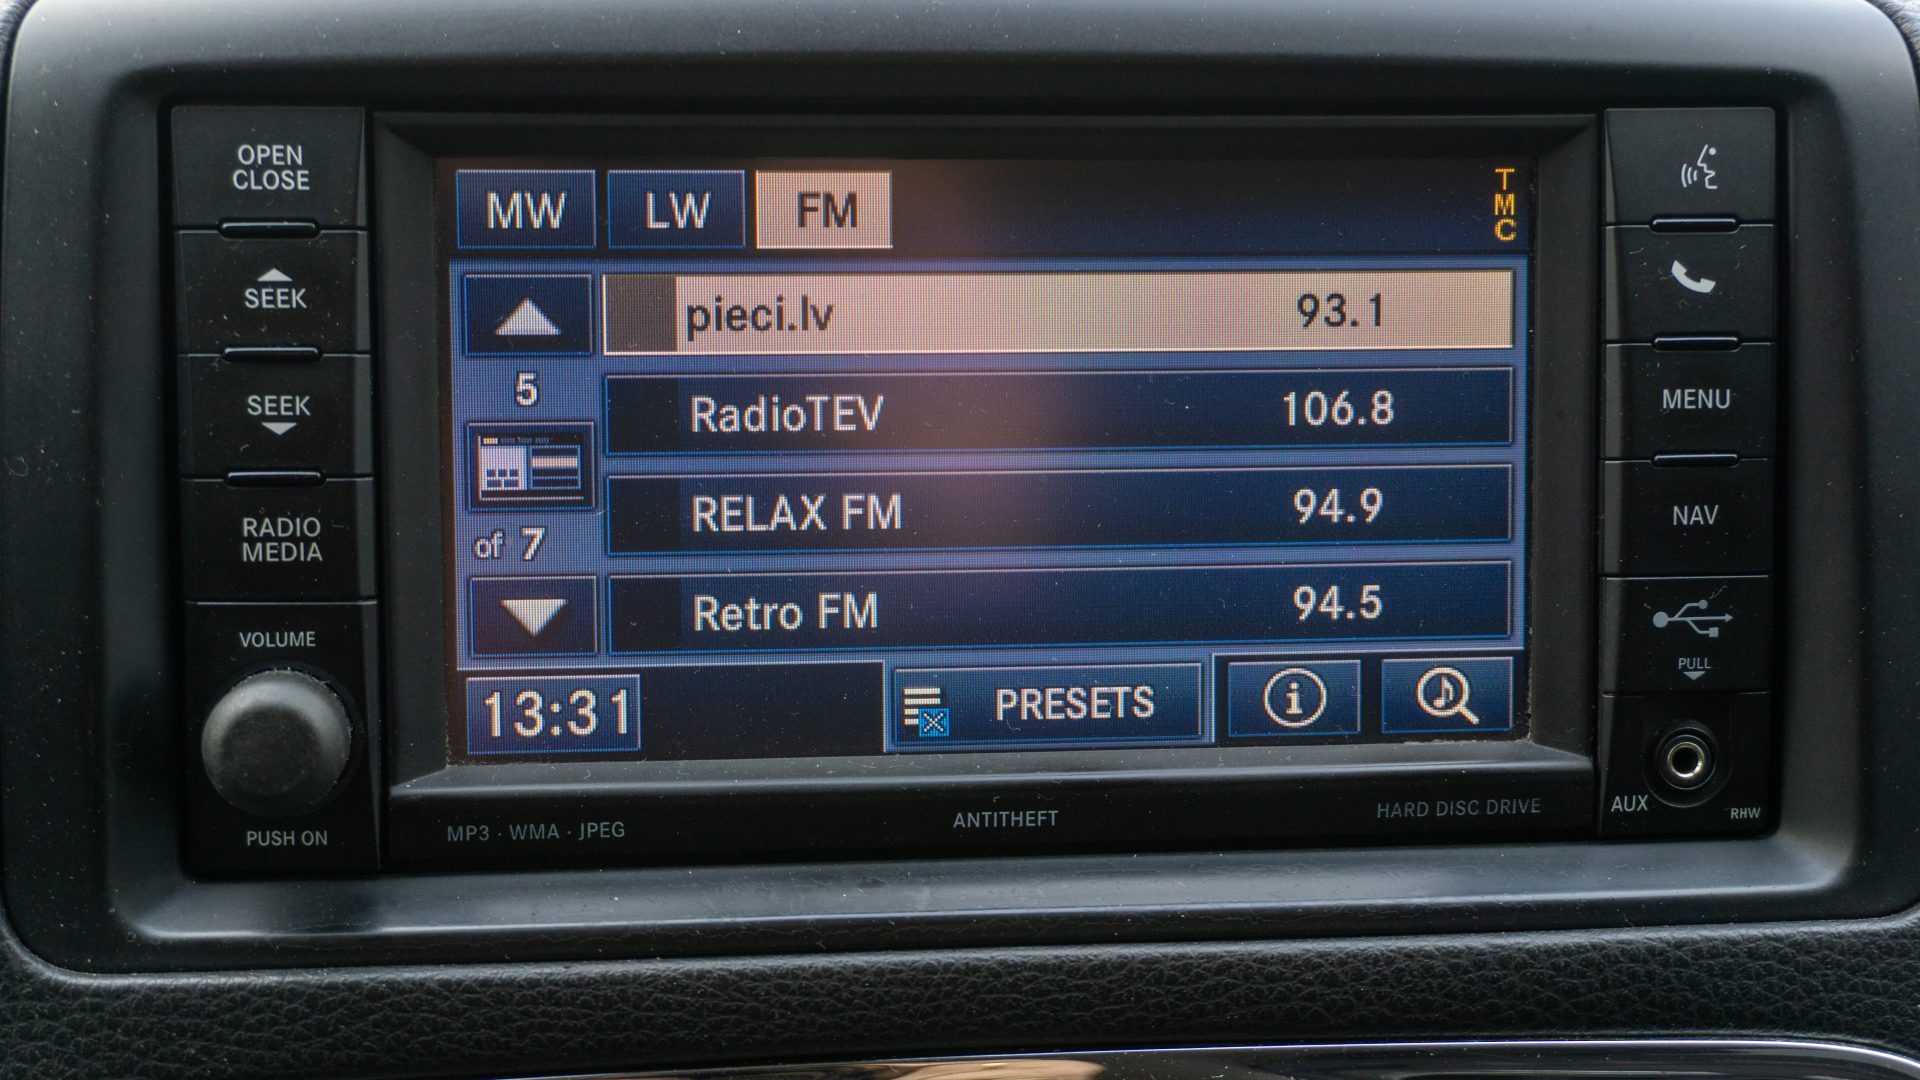 OPEN
CLOSE
SEEK
SEEK
RADIO
MEDIA
VOLUME
PUSH ON
MW LW FM
TMC
pieci.lv 93.1
5
RadioTEV 106.8
RELAX FM 94.9
of 7
Retro FM 94.5
13:31 PRESETS i
MP3 · WMA · JPEG ANTITHEFT HARD DISC DRIVE
MENU
NAV
PULL
AUX RHW